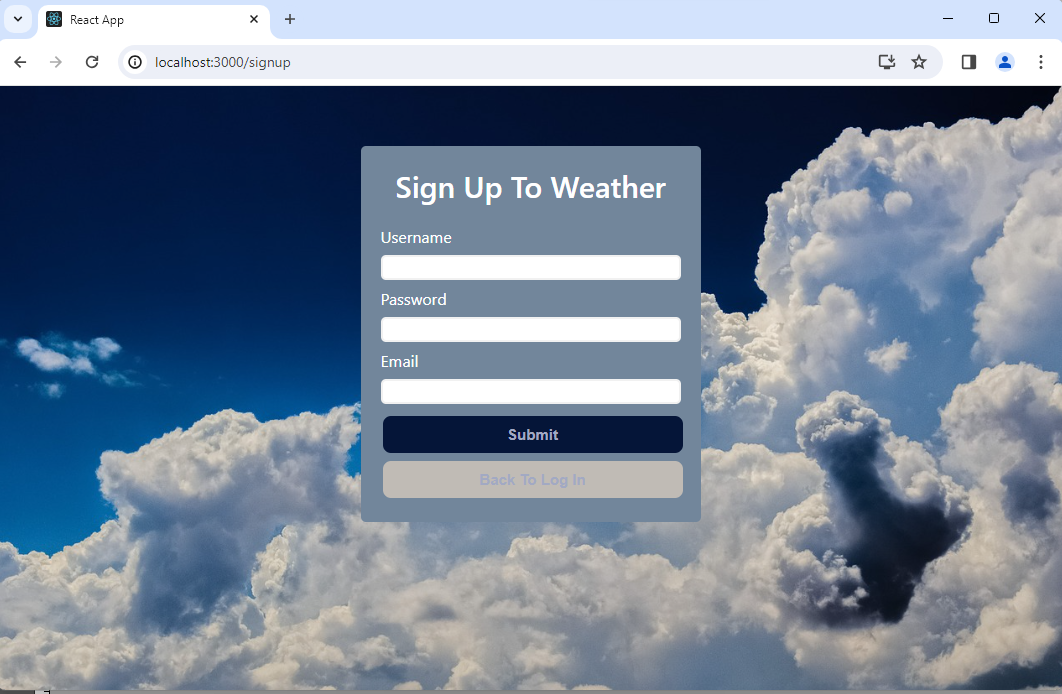 React App
localhost:3000/signup
Sign Up To Weather
Username
Password
Email
Submit
Back To Log In